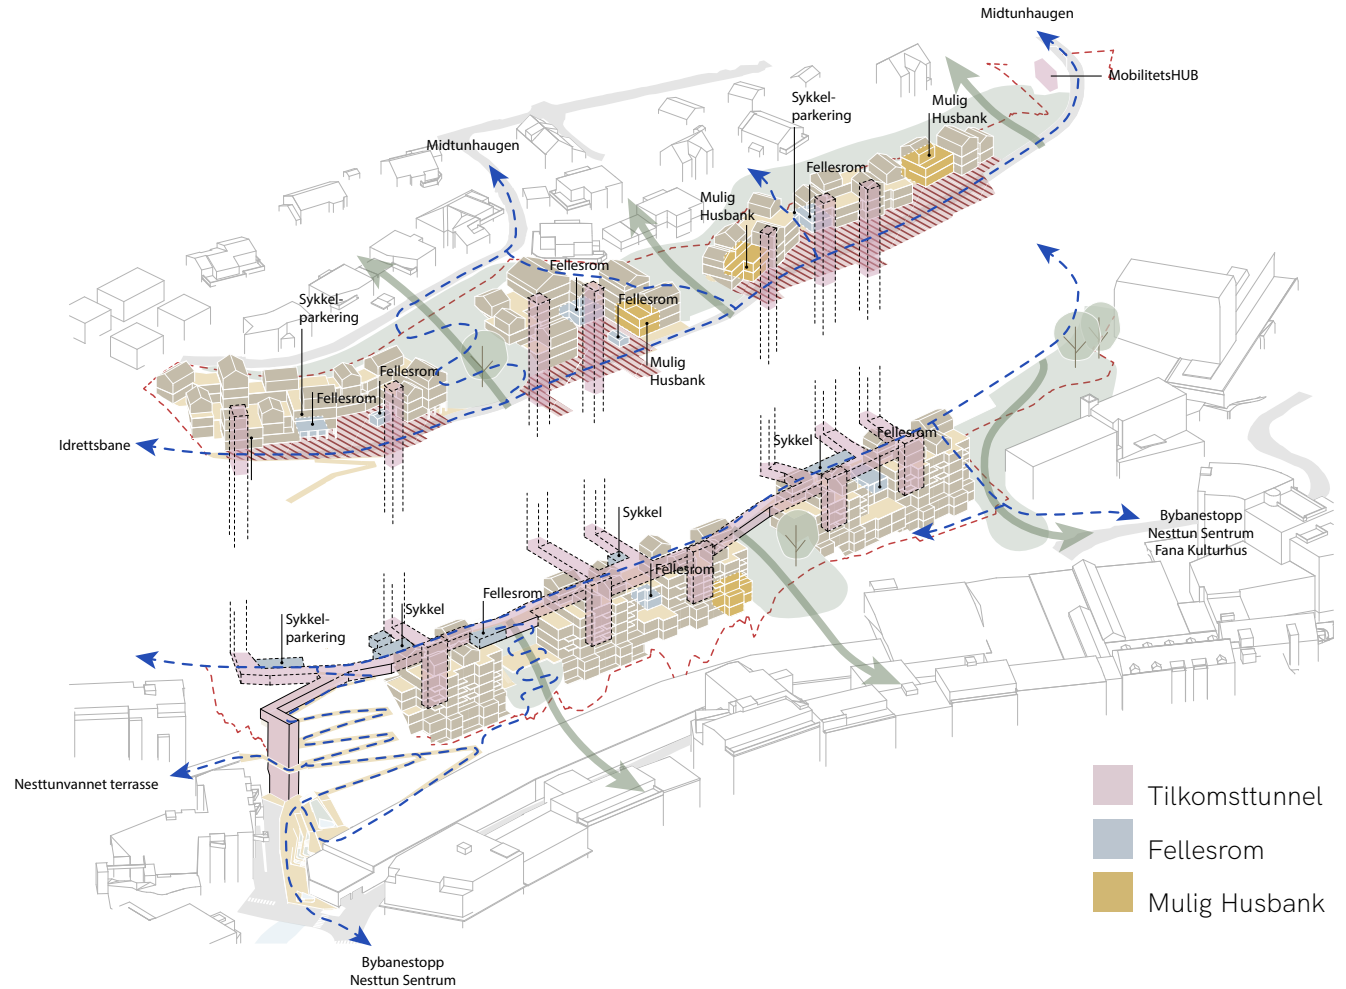 Midtunhaugen
MobilitetsHUB
Sykkel-
parkering
Mulig
Husbank
Midtunhaugen
Fellesrom
Mulig
Husbank
Fellesrom
Sykkel-
parkering
Fellesrom
Mulig
Husbank
Fellesrom
Fellesrom
Idrettsbane
Sykkel
Fellesrom
Sykkel
Bybanestopp
Nesttun Sentrum
Fana Kulturhus
Fellesrom
Fellesrom
Sykkel
Sykkel-
parkering
Nesttunvannet terrasse
Bybanestopp
Nesttun Sentrum
Tilkomsttunnel
Fellesrom
Mulig Husbank